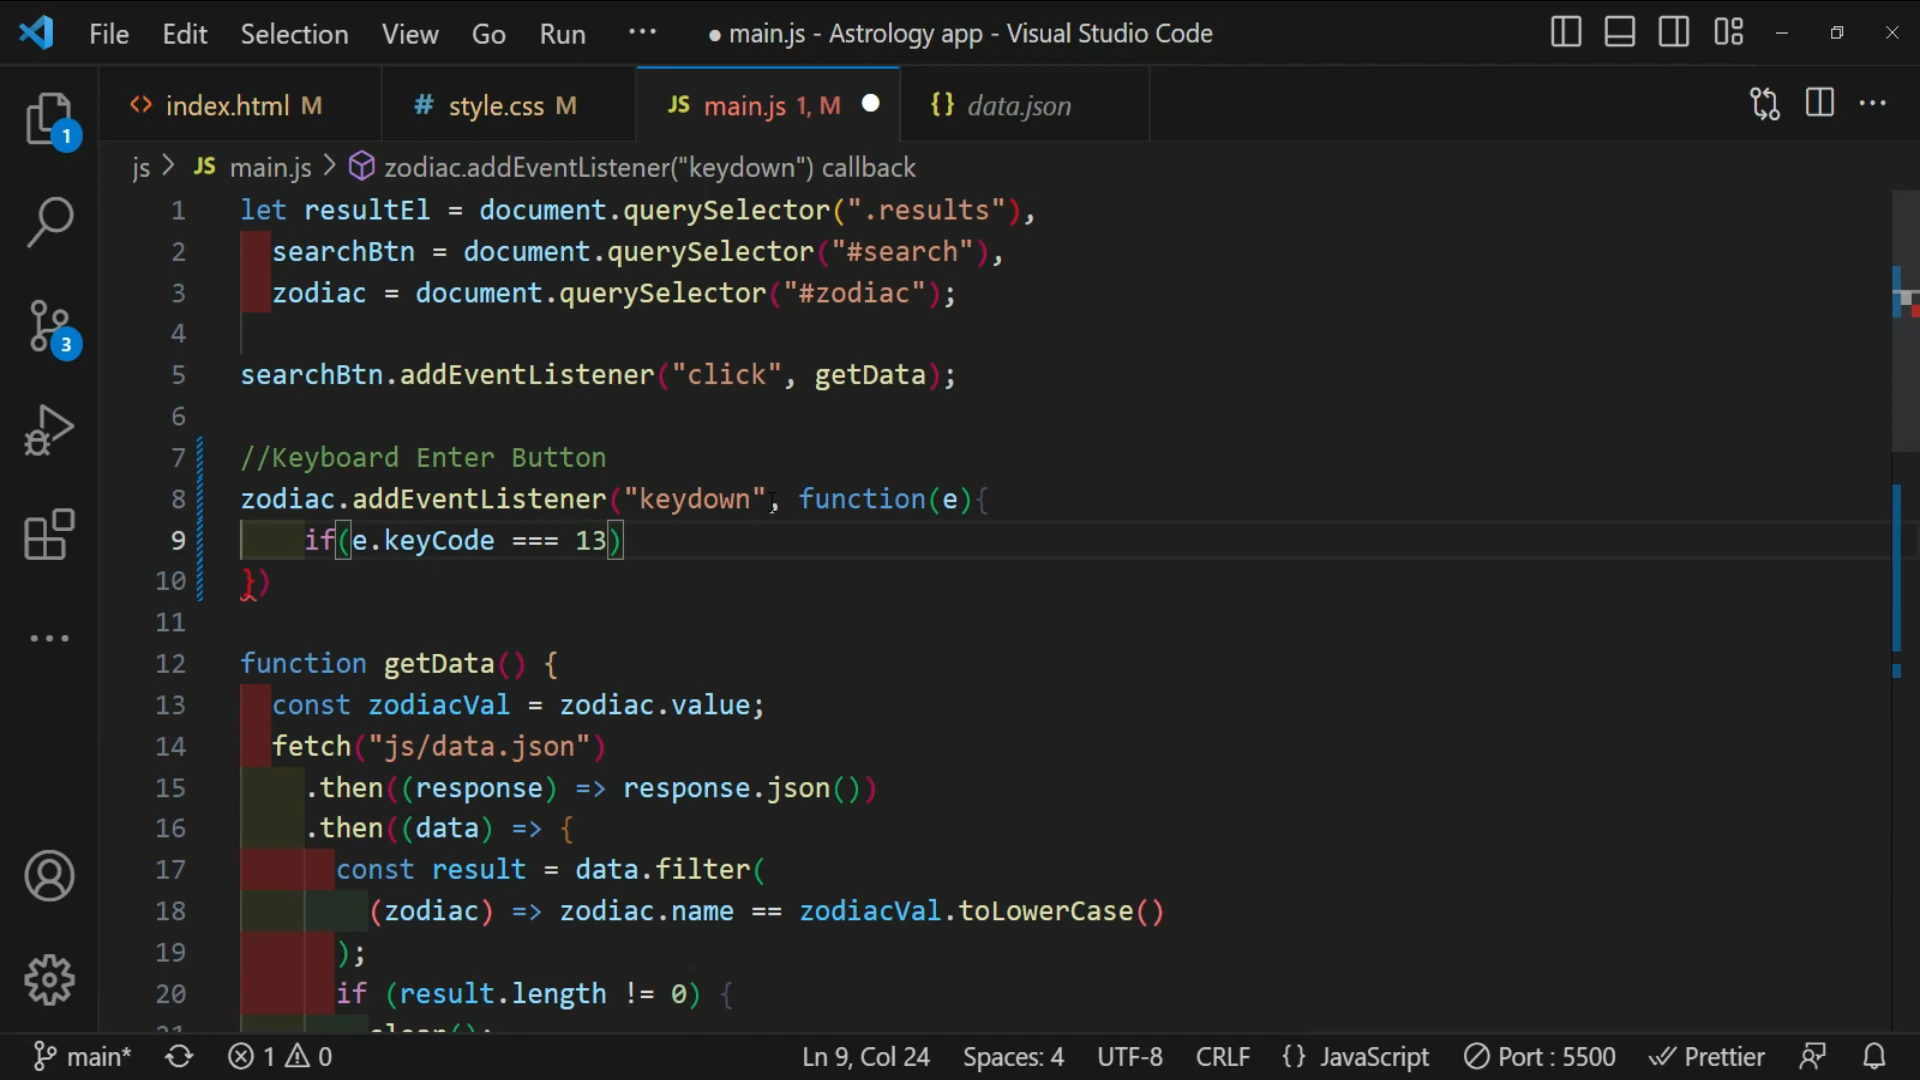 File Edit Selection View Go Run ··· ● main.js - Astrology app - Visual Studio Code
<> index.html M # style.css M JS main.js 1, M ● {} data.json ···
js > JS main.js > zodiac.addEventListener("keydown") callback
1
3
1 let resultEl = document.querySelector(".results"),
2 searchBtn = document.querySelector("#search"),
3 zodiac = document.querySelector("#zodiac");
4
5 searchBtn.addEventListener("click", getData);
6
7 //Keyboard Enter Button
8 zodiac.addEventListener("keydown", function(e){
9 if(e.keyCode === 13)
10 })
11
12 function getData() {
13 const zodiacVal = zodiac.value;
14 fetch("js/data.json")
15 .then((response) => response.json())
16 .then((data) => {
17 const result = data.filter(
18 (zodiac) => zodiac.name == zodiacVal.toLowerCase()
19 );
20 if (result.length != 0) {
21 clear();
main* 1 0 Ln 9, Col 24 Spaces: 4 UTF-8 CRLF {} JavaScript Port : 5500 Prettier